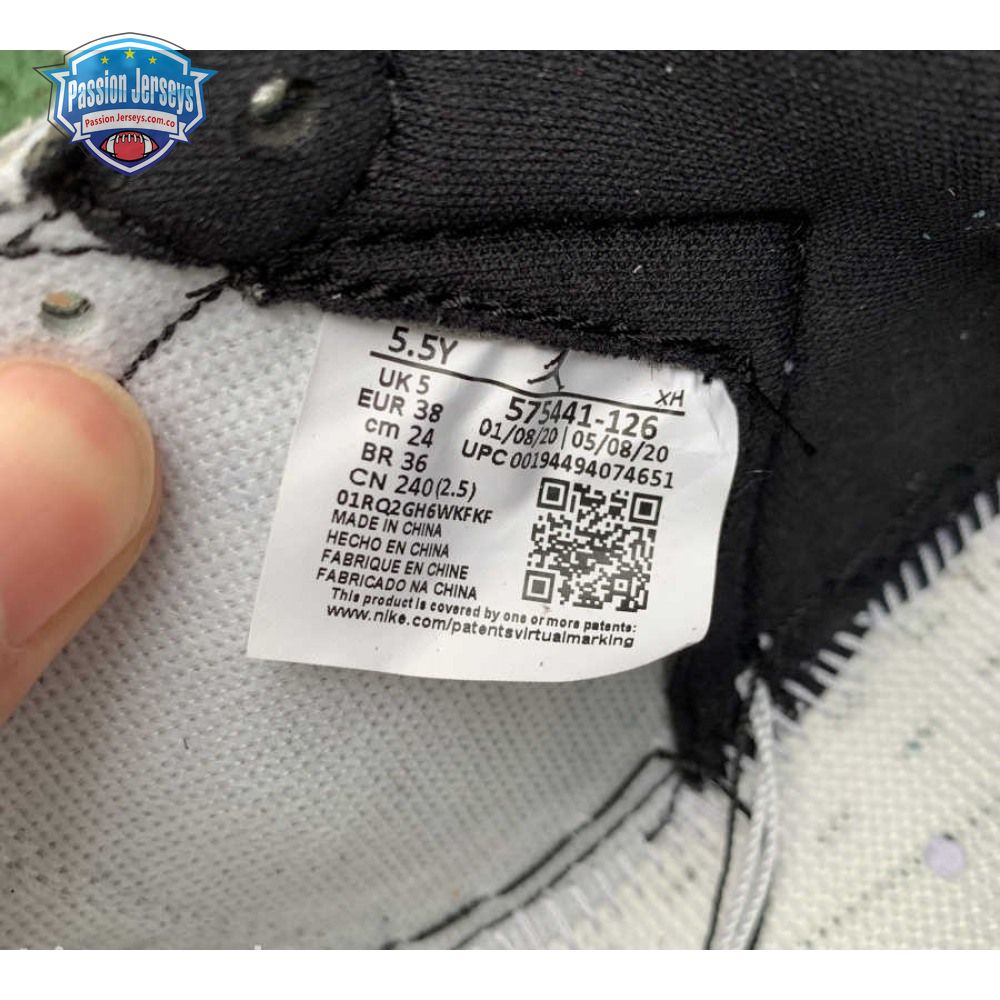 Passion Jerseys
Passion Jerseys.com.co
5.5Y
UK 5
EUR 38
cm 24
BR 36
CN 240(2.5)
01RQ2GH6WKFKF
MADE IN CHINA
HECHO EN CHINA
FABRIQUE EN CHINE
FABRICADO NA CHINA
XH
575441-126
01/08/20 | 05/08/20
UPC 00194494074651
This product is covered by one or more patents:
www.nike.com/patentsvirtualmarking